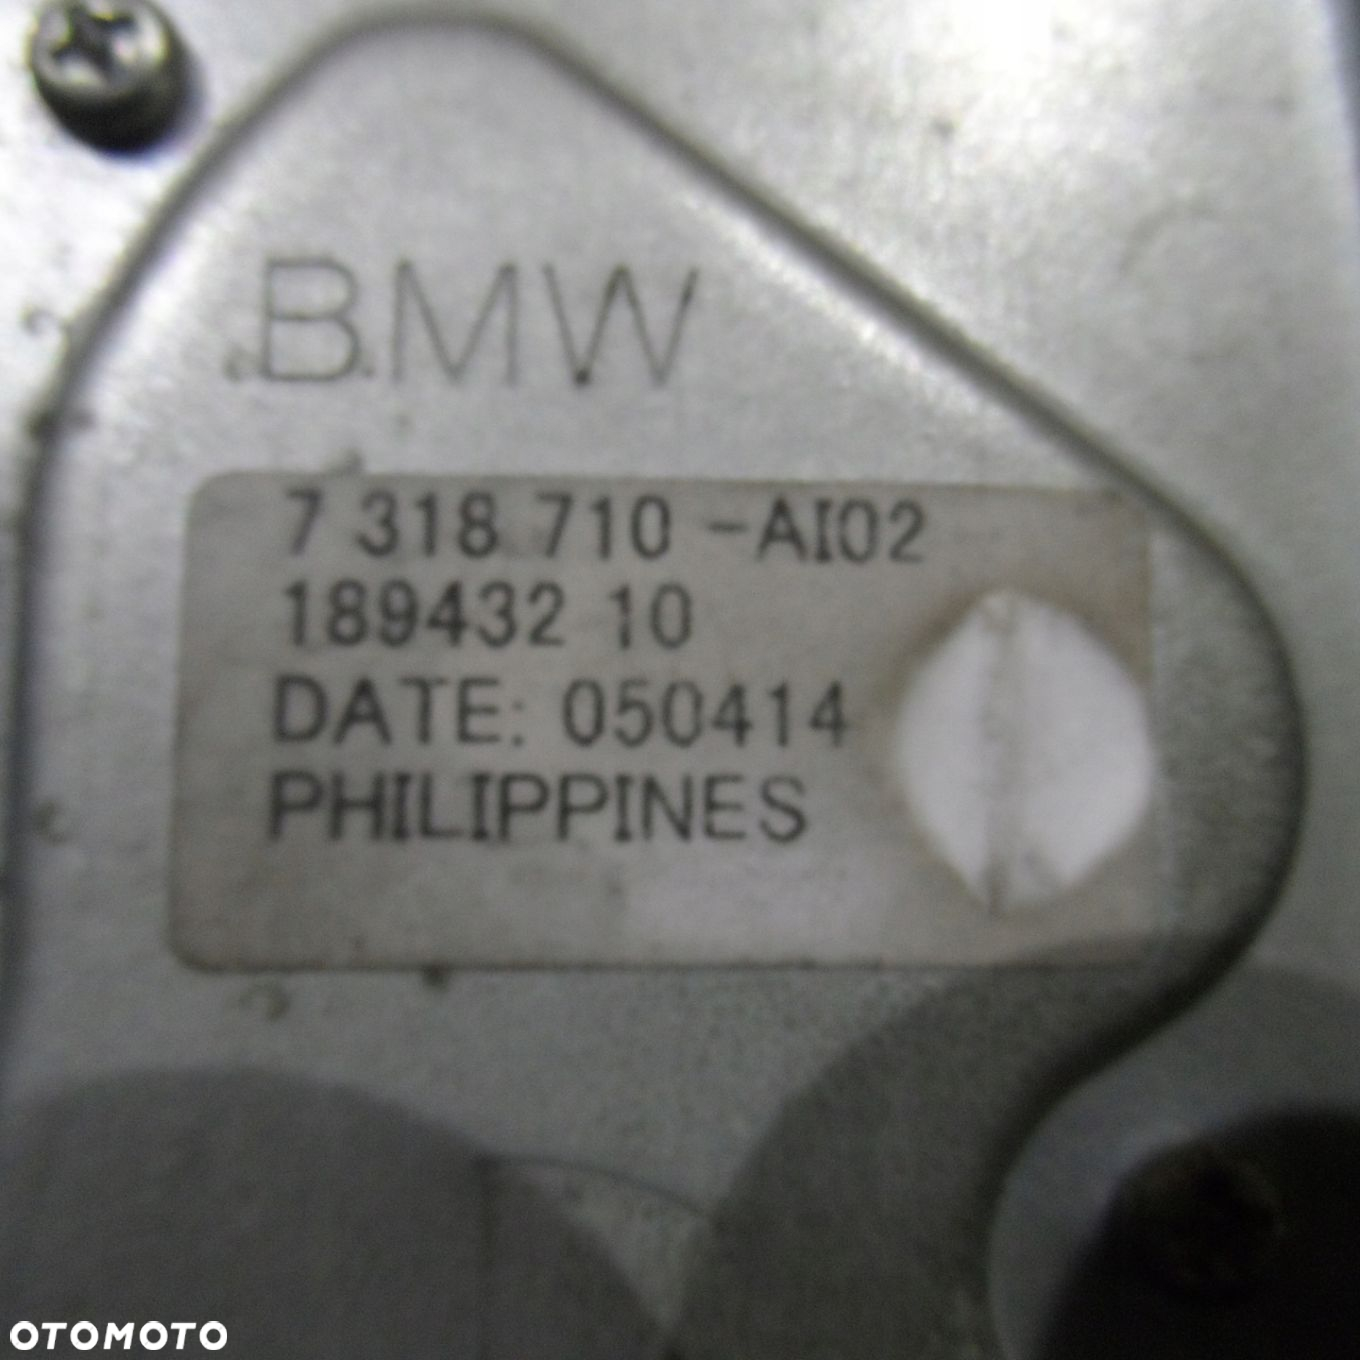 BMW
7 318 710 -AI02
189432 10
DATE: 050414
PHILIPPINES
OTOMOTO